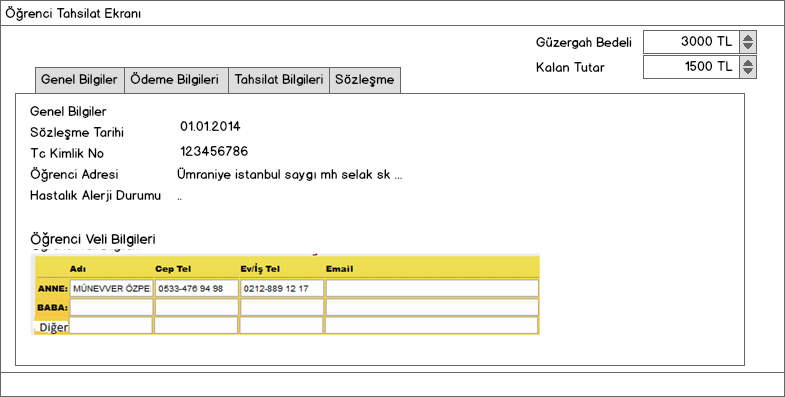 Öğrenci Tahsilat Ekranı
Güzergah Bedeli 3000 TL
Kalan Tutar 1500 TL
Genel Bilgiler Ödeme Bilgileri Tahsilat Bilgileri Sözleşme
Genel Bilgiler
Sözleşme Tarihi 01.01.2014
Tc Kimlik No 123456786
Öğrenci Adresi Ümraniye istanbul saygı mh selak sk ...
Hastalık Alerji Durumu ..
Öğrenci Veli Bilgileri
Adı Cep Tel Ev/İş Tel Email
ANNE: MÜNEVVER ÖZPE 0533-476 94 98 0212-889 12 17
BABA:
Diğer